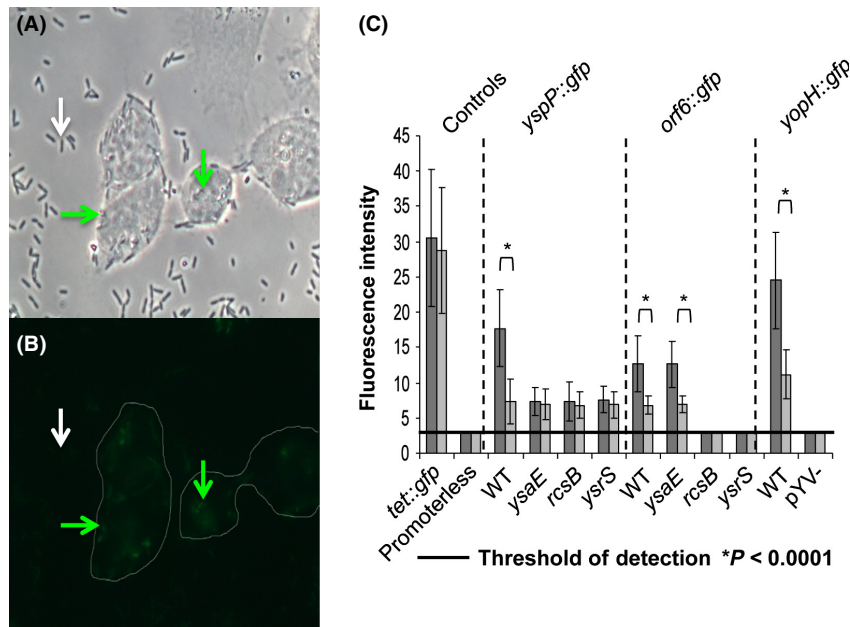 (A)
(B)
(C)
Controls
yspP::gfp
orf6::gfp
yopH::gfp
Fluorescence intensity
45
40
35
30
25
20
15
10
5
0
*
*
*
*
tet::gfp
Promoterless
WT
ysaE
rcsB
ysrS
WT
ysaE
rcsB
ysrS
WT
pYV-
Threshold of detection *P < 0.0001